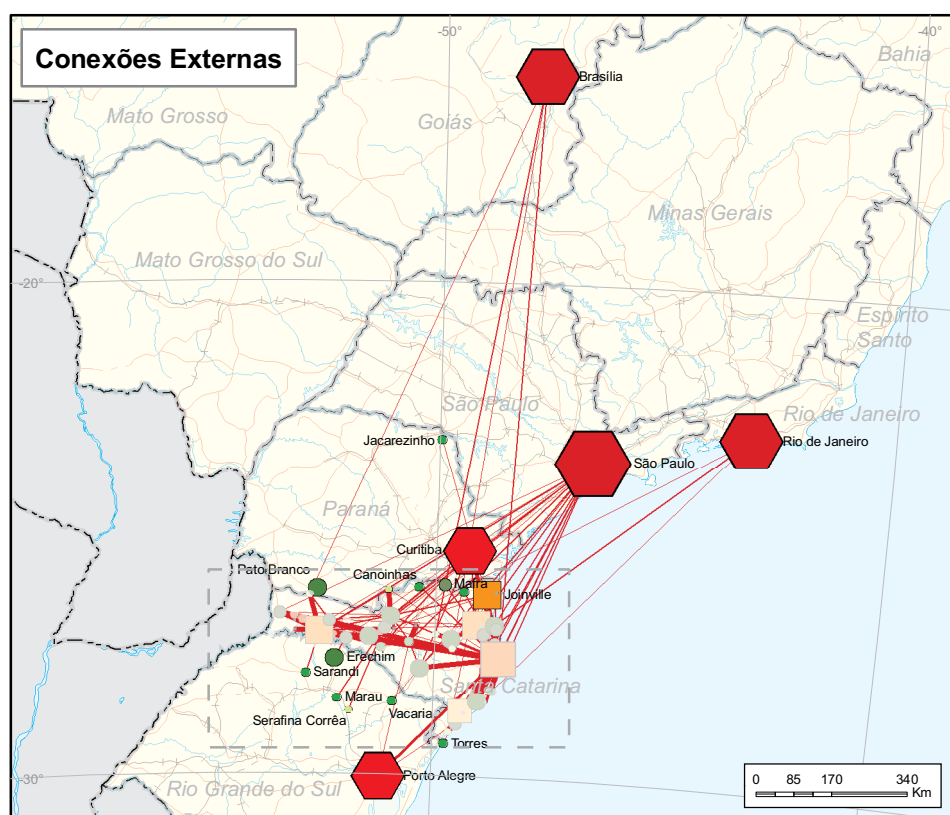 Conexões Externas
-50°
-40°
Bahia
Brasília
Mato Grosso
Goiás
Minas Gerais
Mato Grosso do Sul
-20°
Espírito
Santo
São Paulo
Rio de Janeiro
Jacarezinho
Rio de Janeiro
São Paulo
Paraná
Curitiba
Pato Branco
Canoinhas
Mafra
Joinville
Erechim
Sarandi
Santa Catarina
Marau
Serafina Corrêa
Vacaria
Torres
-30°
Porto Alegre
Rio Grande do Sul
0 85 170 340
Km